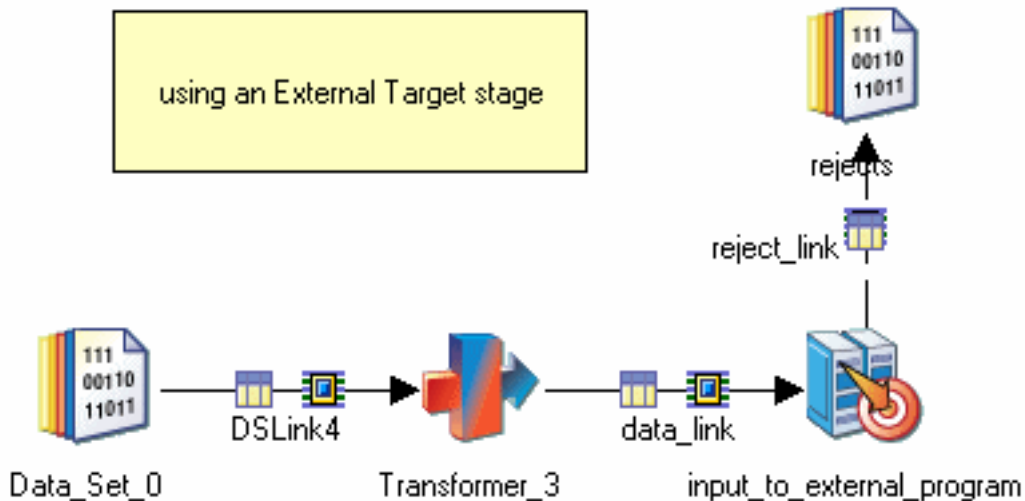 using an External Target stage
111
00110
11011
rejects
reject_link
111
00110
11011
DSLink4
data_link
Data_Set_0
Transformer_3
input_to_external_program